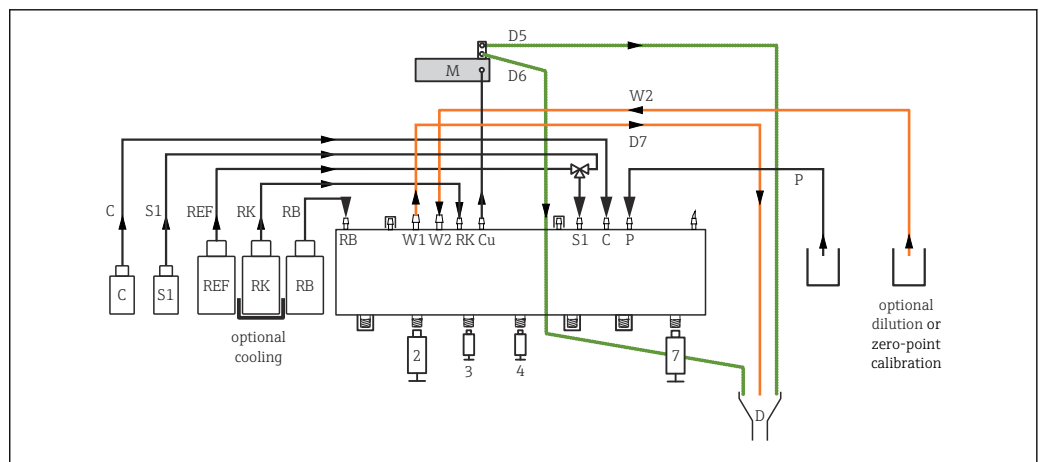 D5
M
D6
W2
D7
P
C
S1
REF
RK
RB
RB
W1
W2
RK
Cu
S1
C
P
C
S1
REF
RK
RB
optional
cooling
2
3
4
7
optional
dilution or
zero-point
calibration
D